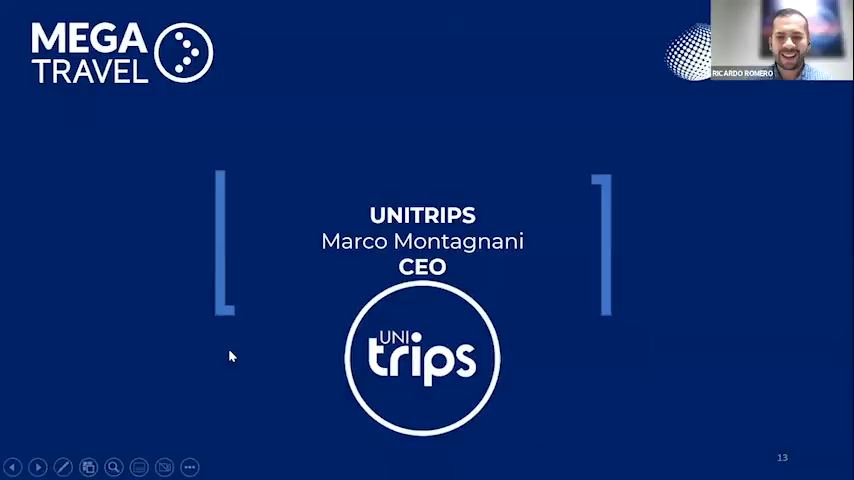 MEGA
TRAVEL
RICARDO ROMERO
UNITRIPS
Marco Montagnani
CEO
UNI
trips
13